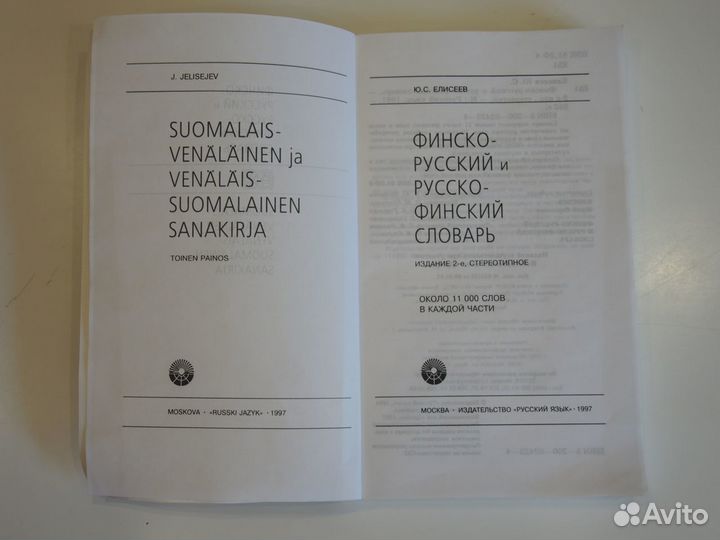 J. JELISEJEV
SUOMALAIS-
VENÄLÄINEN ja
VENÄLÄIS-
SUOMALAINEN
SANAKIRJA
TOINEN PAINOS
MOSKOVA · «RUSSKI JAZYK» · 1997
Ю.С. ЕЛИСЕЕВ
ФИНСКО-
РУССКИЙ и
РУССКО-
ФИНСКИЙ
СЛОВАРЬ
ИЗДАНИЕ 2-е, СТЕРЕОТИПНОЕ
ОКОЛО 11 000 СЛОВ
В КАЖДОЙ ЧАСТИ
МОСКВА · ИЗДАТЕЛЬСТВО «РУССКИЙ ЯЗЫК» · 1997
Avito